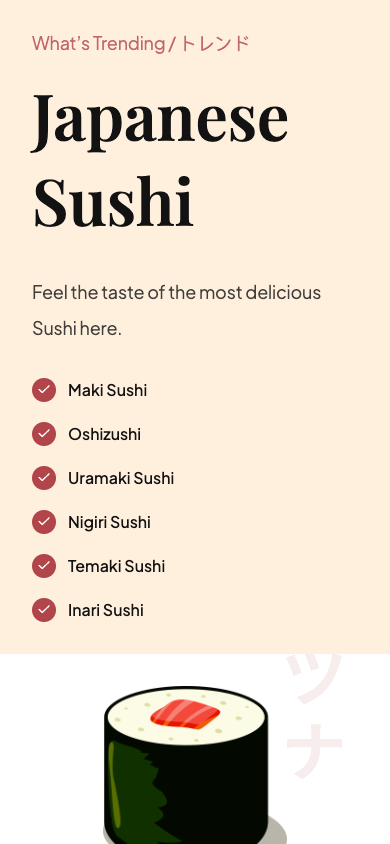 What's Trending / トレンド
Japanese
Sushi
Feel the taste of the most delicious
Sushi here.
Maki Sushi
Oshizushi
Uramaki Sushi
Nigiri Sushi
Temaki Sushi
Inari Sushi
ツ
ナ